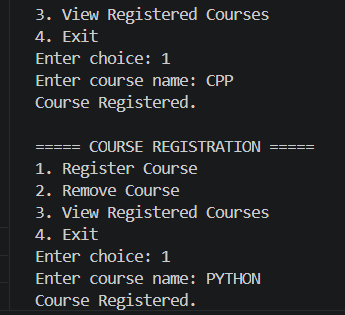 3. View Registered Courses
4. Exit
Enter choice: 1
Enter course name: CPP
Course Registered.
===== COURSE REGISTRATION =====
1. Register Course
2. Remove Course
3. View Registered Courses
4. Exit
Enter choice: 1
Enter course name: PYTHON
Course Registered.